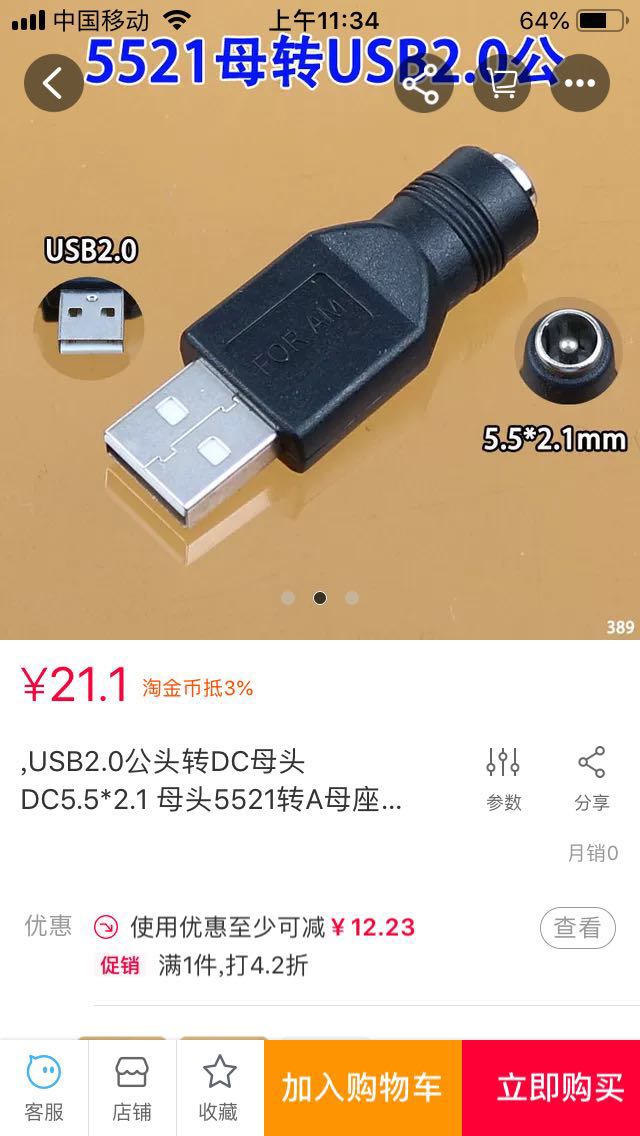 中国移动
上午11:34
64%
5521母转USB2.0公
USB2.0
FOR AM
5.5*2.1mm
389
¥21.1 淘金币抵3%
,USB2.0公头转DC母头
DC5.5*2.1 母头5521转A母座...
参数
分享
月销0
优惠
使用优惠至少可减¥12.23
查看
促销 满1件,打4.2折
客服
店铺
收藏
加入购物车
立即购买